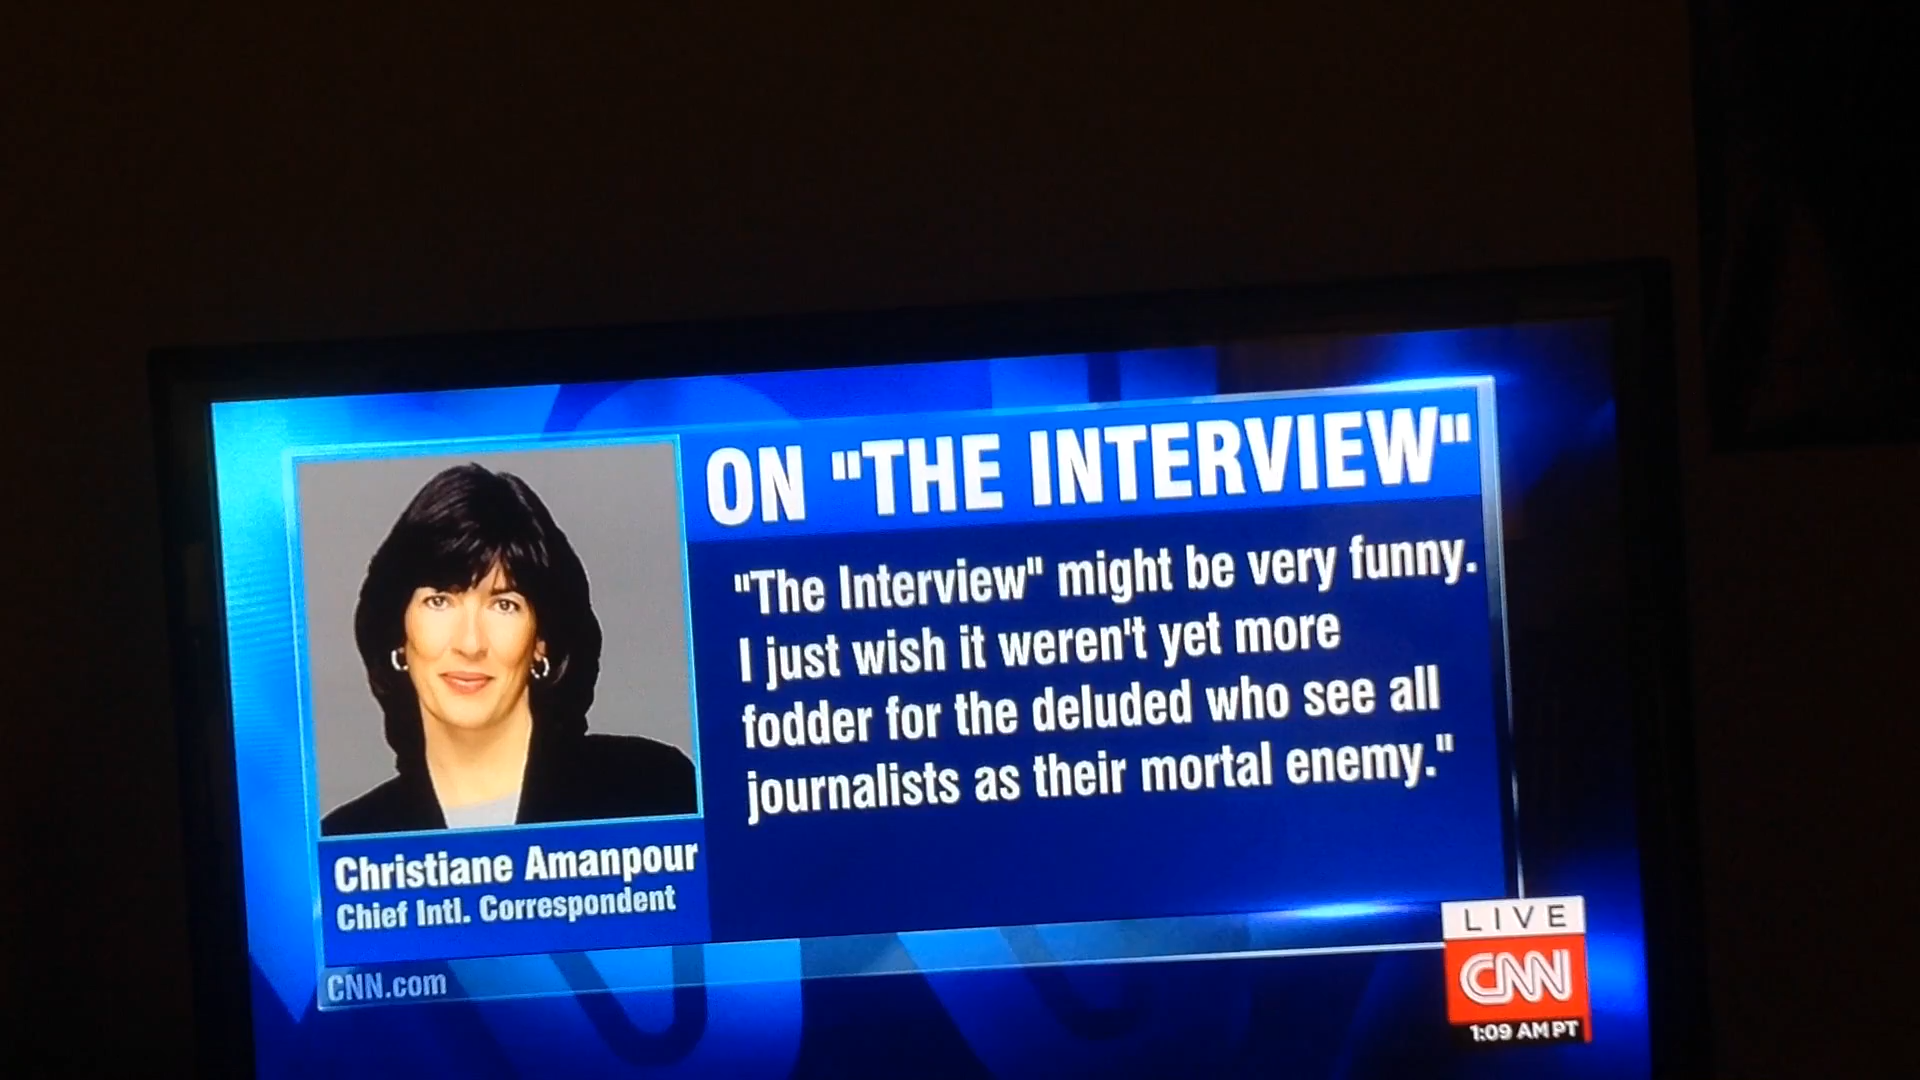 ON "THE INTERVIEW"
"The Interview" might be very funny.
I just wish it weren't yet more
fodder for the deluded who see all
journalists as their mortal enemy."
Christiane Amanpour
Chief Intl. Correspondent
CNN.com
LIVE
CNN
1:09 AM PT